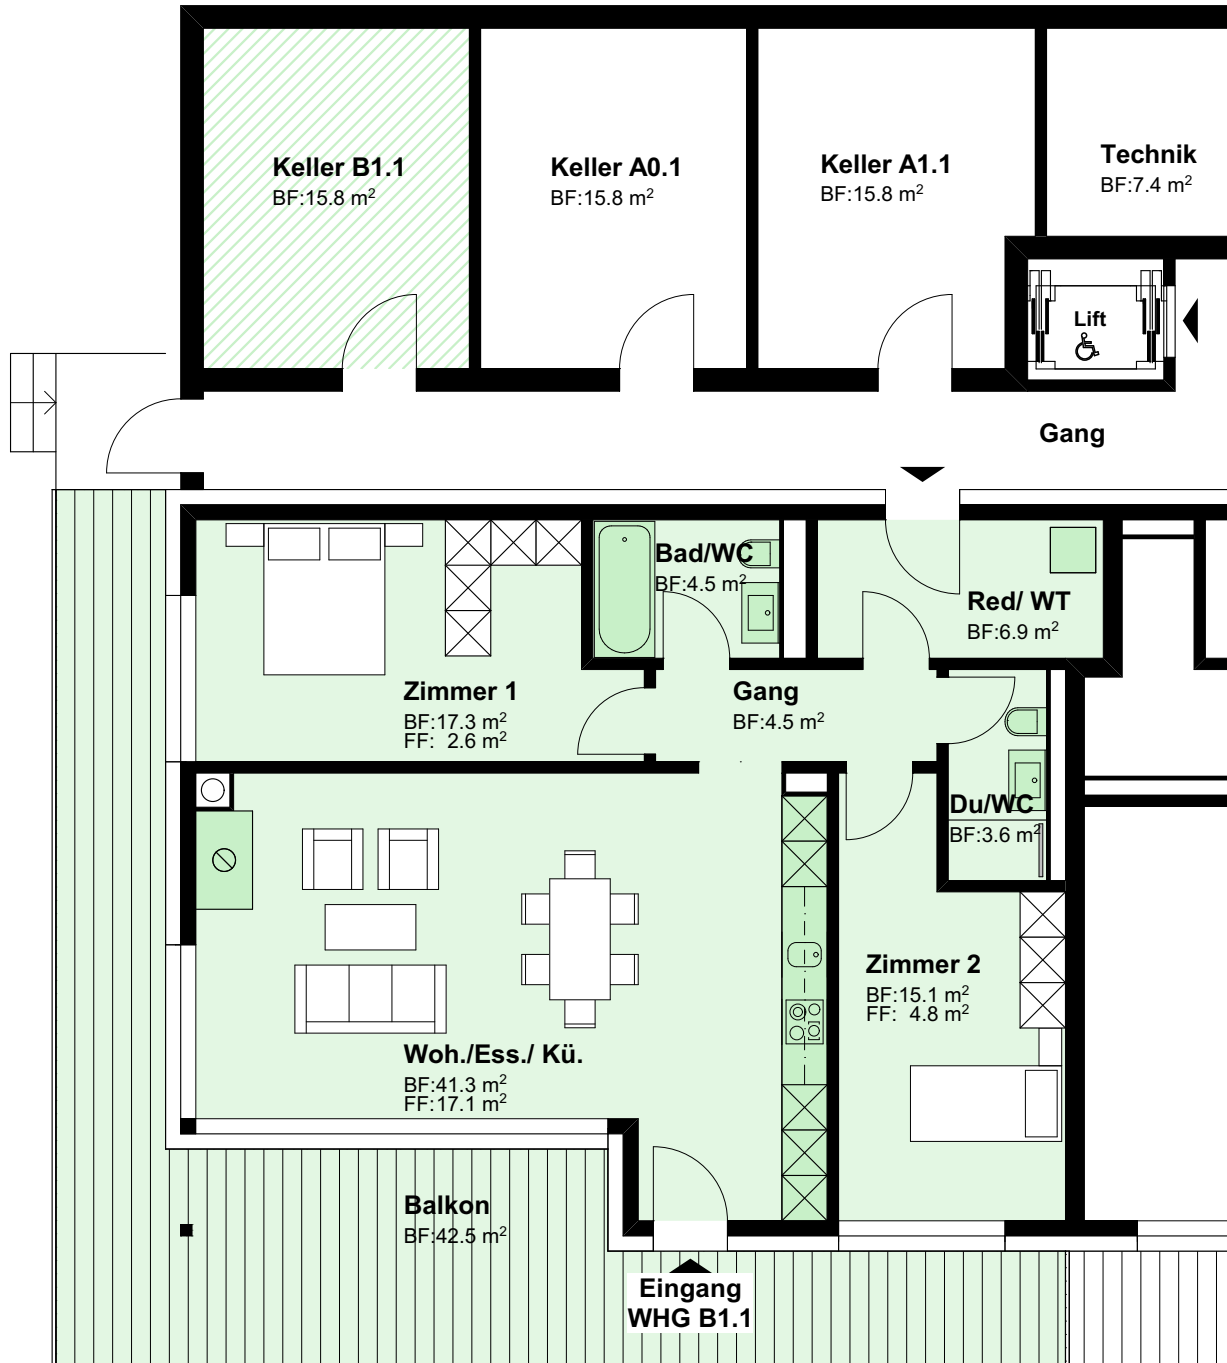 Keller B1.1
BF:15.8 m²
Keller A0.1
BF:15.8 m²
Keller A1.1
BF:15.8 m²
Technik
BF:7.4 m²
Lift
Gang
Bad/WC
BF:4.5 m²
Red/ WT
BF:6.9 m²
Zimmer 1
BF:17.3 m²
FF: 2.6 m²
Gang
BF:4.5 m²
Du/WC
BF:3.6 m²
Zimmer 2
BF:15.1 m²
FF: 4.8 m²
Woh./Ess./ Kü.
BF:41.3 m²
FF:17.1 m²
Balkon
BF:42.5 m²
Eingang
WHG B1.1